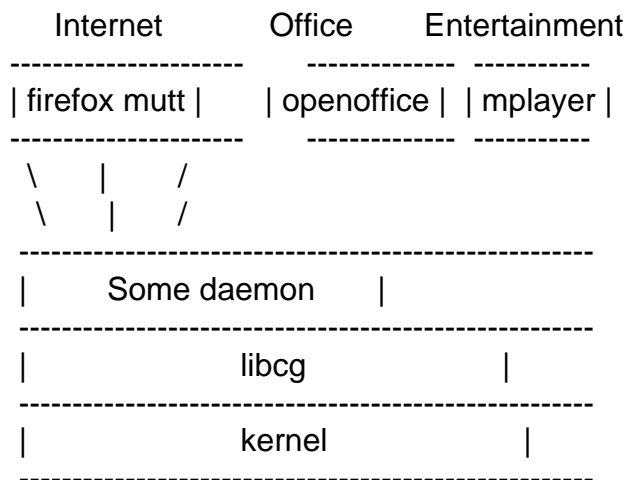 Internet Office Entertainment
---------------------- -------------- -----------
| firefox mutt | | openoffice | | mplayer |
---------------------- -------------- -----------
\ | /
\ | /
------------------------------------------------------
| Some daemon |
------------------------------------------------------
| libcg |
------------------------------------------------------
| kernel |
------------------------------------------------------